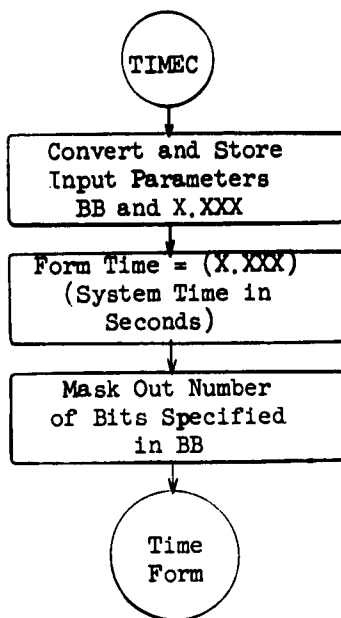 TIMEC
Convert and Store
Input Parameters
BB and X.XXX
Form Time = (X.XXX)
(System Time in
Seconds)
Mask Out Number
of Bits Specified
in BB
Time
Form